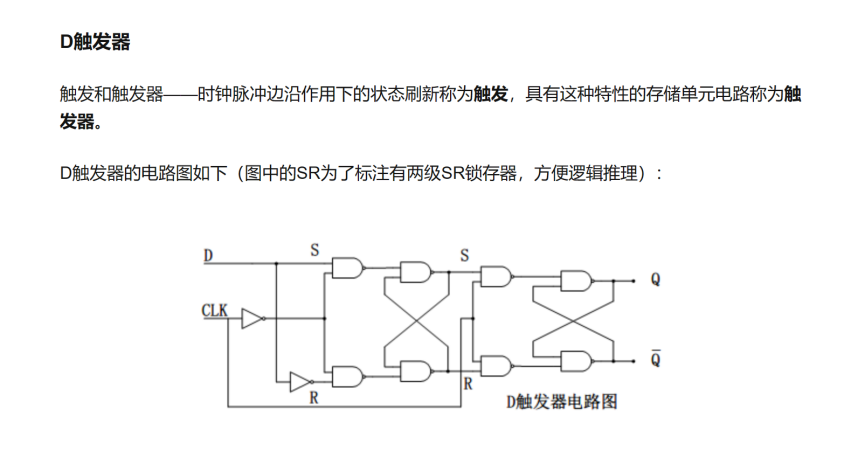 D触发器
触发和触发器——时钟脉冲边沿作用下的状态刷新称为触发，具有这种特性的存储单元电路称为触
发器。
D触发器的电路图如下（图中的SR为了标注有两级SR锁存器，方便逻辑推理）：
D
S
S
Q
CLK
R
R
Q̅
D触发器电路图